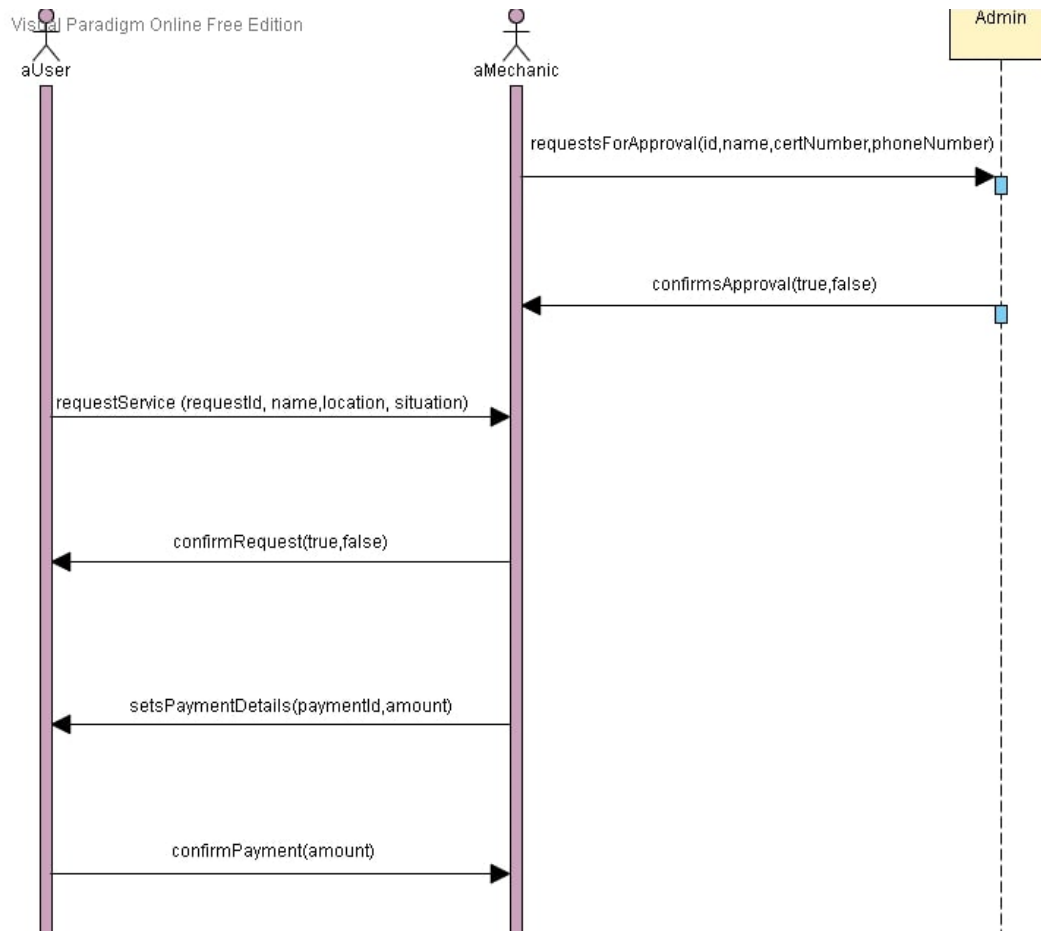 Visual Paradigm Online Free Edition
Admin
aUser
aMechanic
requestsForApproval(id,name,certNumber,phoneNumber)
confirmsApproval(true,false)
requestService (requestId, name,location, situation)
confirmRequest(true,false)
setsPaymentDetails(paymentId,amount)
confirmPayment(amount)